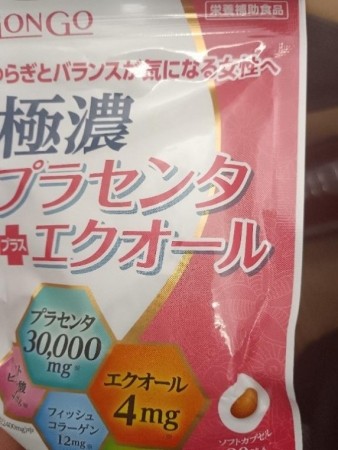 ONGO
栄養補助食品
らぎとバランスが気になる女性へ
極濃
プラセンタ
プラス
エクオール
プラセンタ
30,000
mg※
エクオール
4mg※
フィッシュ
コラーゲン
12mg※
ソフトカプセル